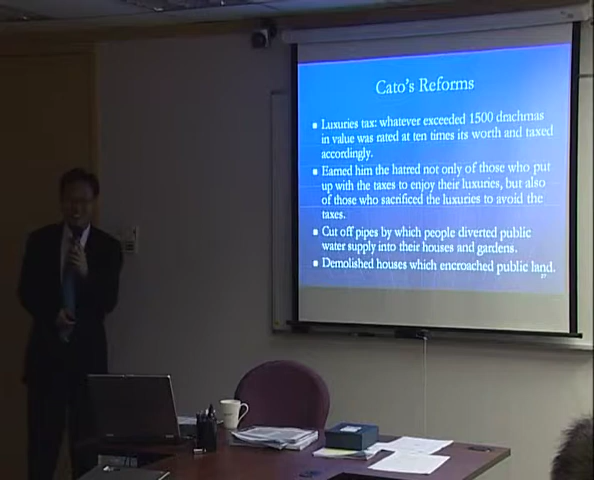 Cato's Reforms
Luxuries tax: whatever exceeded 1500 drachmas
in value was rated at ten times its worth and taxed
accordingly.
Earned him the hatred not only of those who put
up with the taxes to enjoy their luxuries, but also
of those who sacrificed the luxuries to avoid the
taxes.
Cut off pipes by which people diverted public
water supply into their houses and gardens.
Demolished houses which encroached public land.